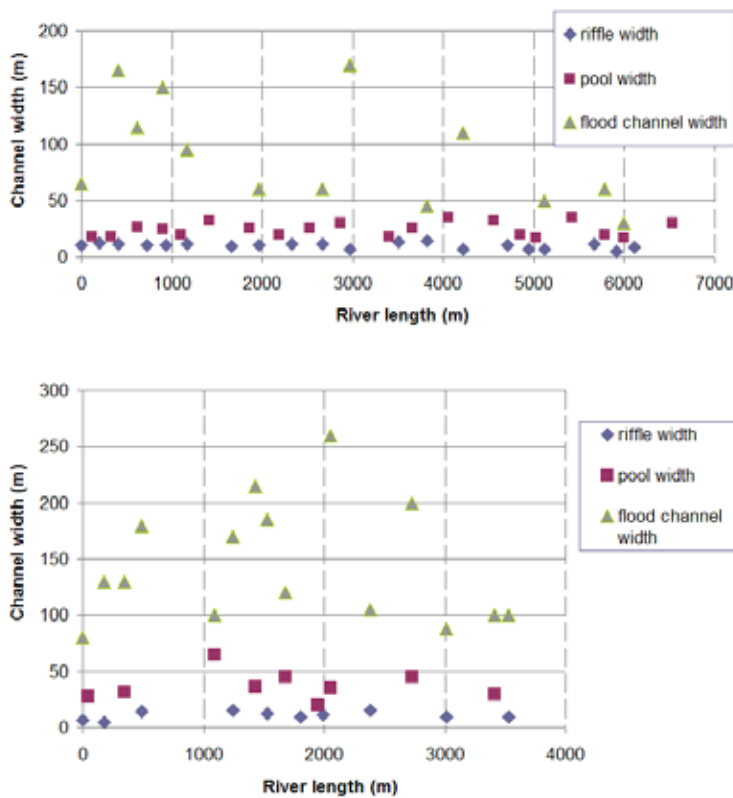 200
150
100
50
0
Channel width (m)
0 1000 2000 3000 4000 5000 6000 7000
River length (m)
riffle width
pool width
flood channel width
300
250
200
150
100
50
0
Channel width (m)
0 1000 2000 3000 4000
River length (m)
riffle width
pool width
flood channel
width